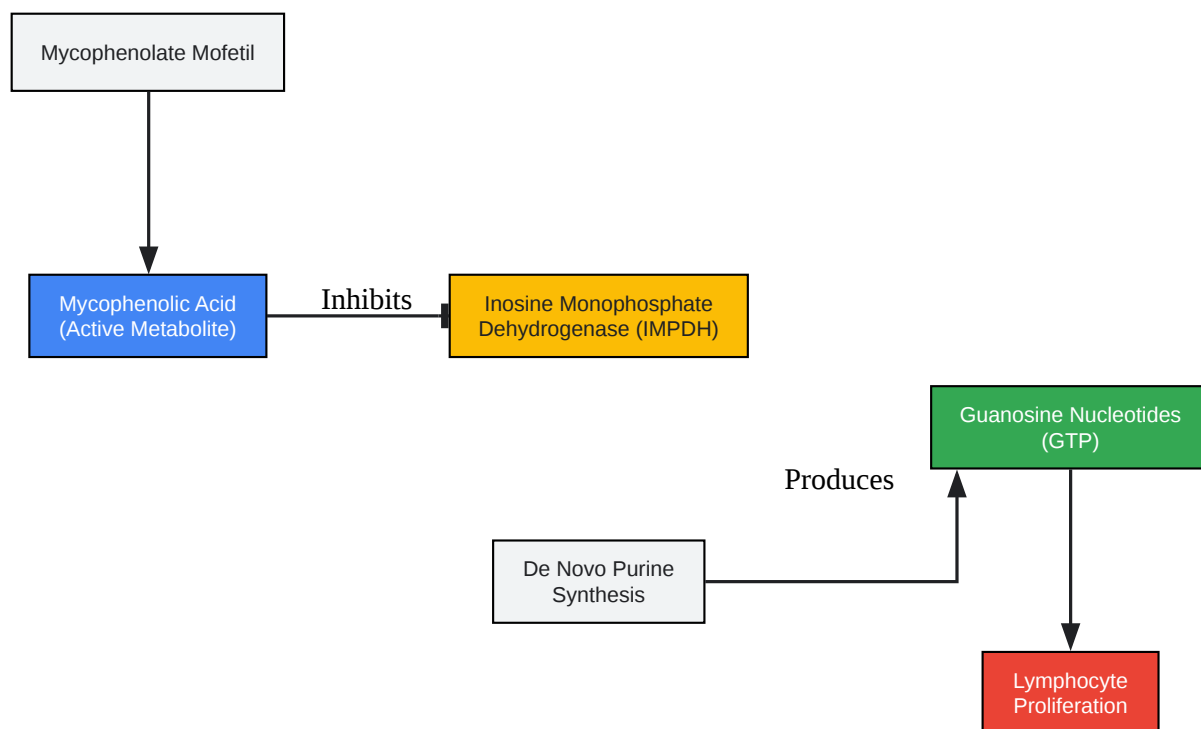 Mycophenolate Mofetil
Mycophenolic Acid
(Active Metabolite)
Inhibits
Inosine Monophosphate
Dehydrogenase (IMPDH)
Guanosine Nucleotides
(GTP)
Produces
De Novo Purine
Synthesis
Lymphocyte
Proliferation